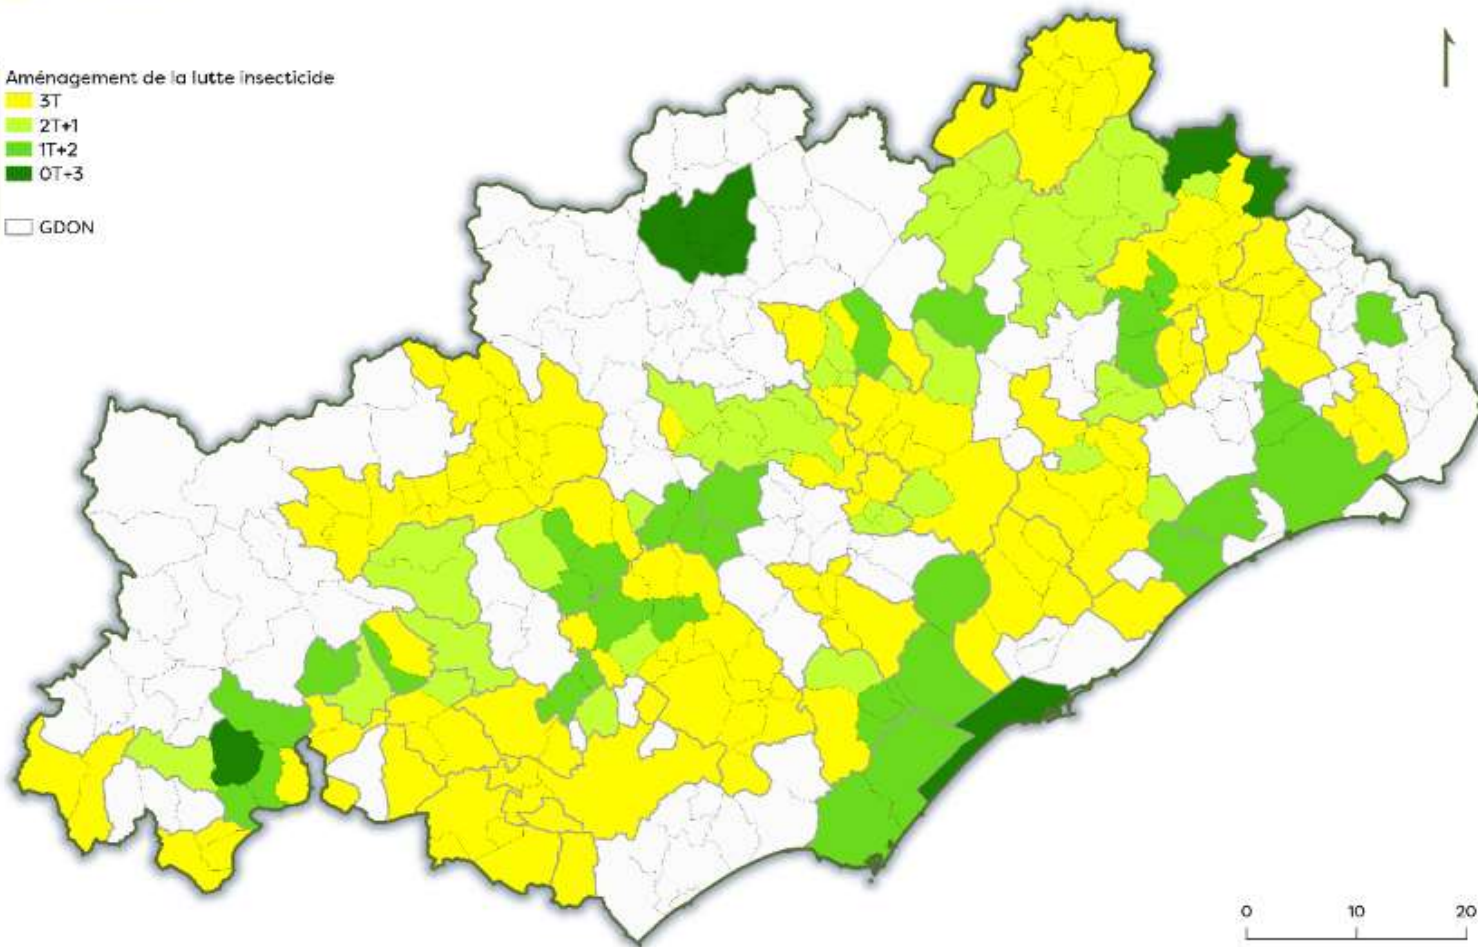 Aménagement de la lutte insecticide
3T
2T+1
1T+2
0T+3
GDON
0 10 20